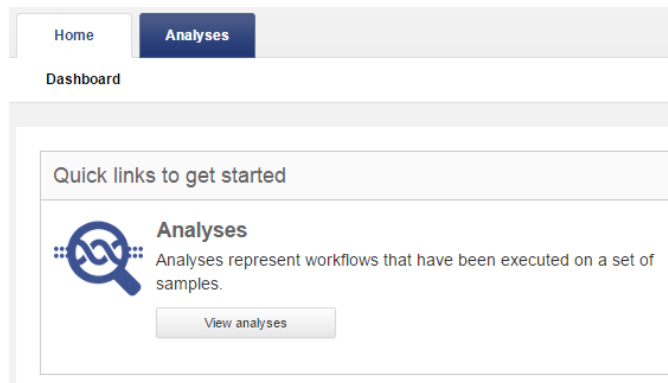 Home Analyses
Dashboard
Quick links to get started
Analyses
Analyses represent workflows that have been executed on a set of
samples.
View analyses